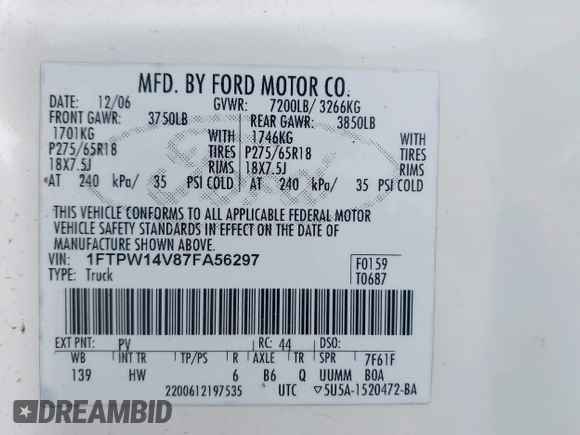 MFD. BY FORD MOTOR CO.
DATE: 12/06 GVWR: 7200LB/ 3266KG
FRONT GAWR: 3750LB REAR GAWR: 3850LB
1701KG WITH 1746KG WITH
P275/65R18 TIRES P275/65R18 TIRES
18X7.5J RIMS 18X7.5J RIMS
AT 240 kPa/ 35 PSI COLD AT 240 kPa/ 35 PSI COLD
THIS VEHICLE CONFORMS TO ALL APPLICABLE FEDERAL MOTOR
VEHICLE SAFETY STANDARDS IN EFFECT ON THE DATE OF
MANUFACTURE SHOWN ABOVE.
VIN: 1FTPW14V87FA56297
TYPE: Truck
F0159
T0687
EXT PNT: PV RC: 44 DSO:
WB INT TR TP/PS R AXLE TR SPR 7F61F
139 HW 6 B6 Q UUMM BOA
2200612197535 UTC ▽5U5A-1520472-BA
DREAMBID